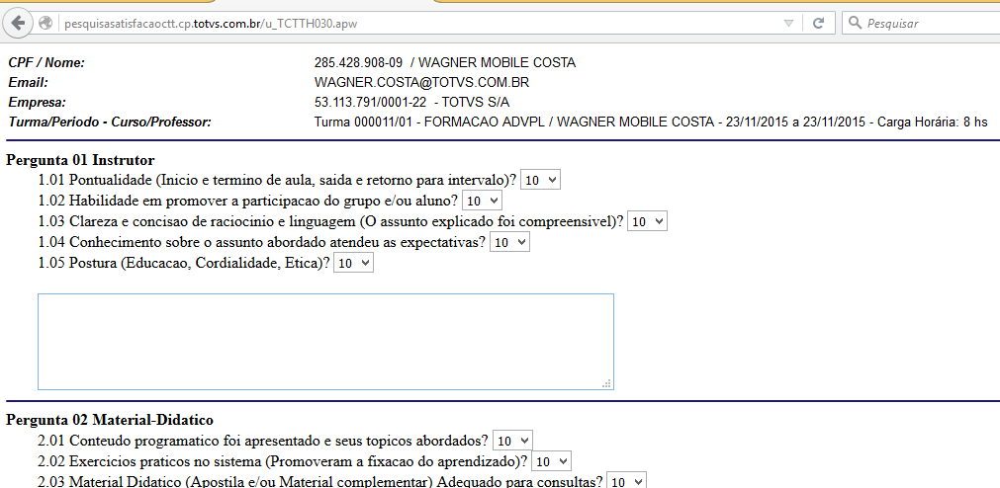 pesquisasatisfacaoctt.cp.totvs.com.br/u_TCTTH030.apw
Pesquisar
CPF / Nome: 285.428.908-09 / WAGNER MOBILE COSTA
Email: WAGNER.COSTA@TOTVS.COM.BR
Empresa: 53.113.791/0001-22 - TOTVS S/A
Turma/Periodo - Curso/Professor: Turma 000011/01 - FORMACAO ADVPL / WAGNER MOBILE COSTA - 23/11/2015 a 23/11/2015 - Carga Horária: 8 hs
Pergunta 01 Instrutor
1.01 Pontualidade (Inicio e termino de aula, saida e retorno para intervalo)? 10
1.02 Habilidade em promover a participacao do grupo e/ou aluno? 10
1.03 Clareza e concisao de raciocinio e linguagem (O assunto explicado foi compreensivel)? 10
1.04 Conhecimento sobre o assunto abordado atendeu as expectativas? 10
1.05 Postura (Educacao, Cordialidade, Etica)? 10
Pergunta 02 Material-Didatico
2.01 Conteudo programatico foi apresentado e seus topicos abordados? 10
2.02 Exercicios praticos no sistema (Promoveram a fixacao do aprendizado)? 10
2.03 Material Didatico (Apostila e/ou Material complementar) Adequado para consultas? 10